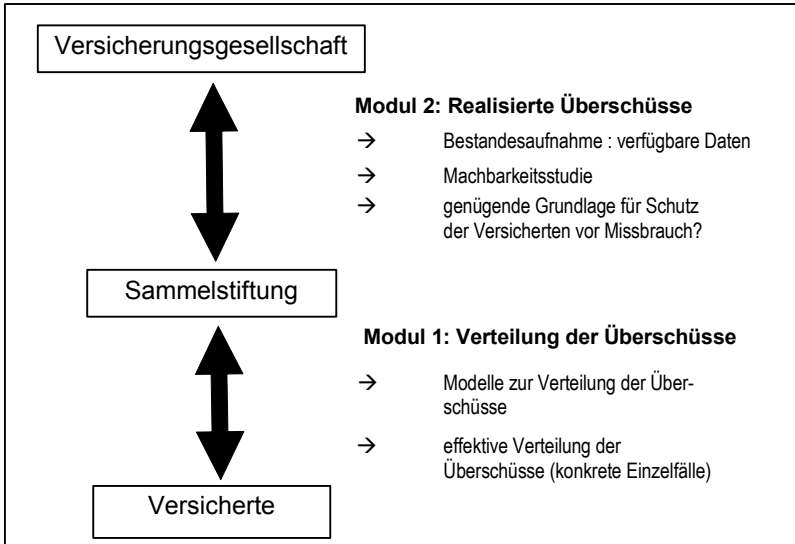 Versicherungsgesellschaft
Modul 2: Realisierte Überschüsse
→ Bestandesaufnahme : verfügbare Daten
→ Machbarkeitsstudie
→ genügende Grundlage für Schutz
der Versicherten vor Missbrauch?
Sammelstiftung
Modul 1: Verteilung der Überschüsse
→ Modelle zur Verteilung der Über-
schüsse
→ effektive Verteilung der
Überschüsse (konkrete Einzelfälle)
Versicherte